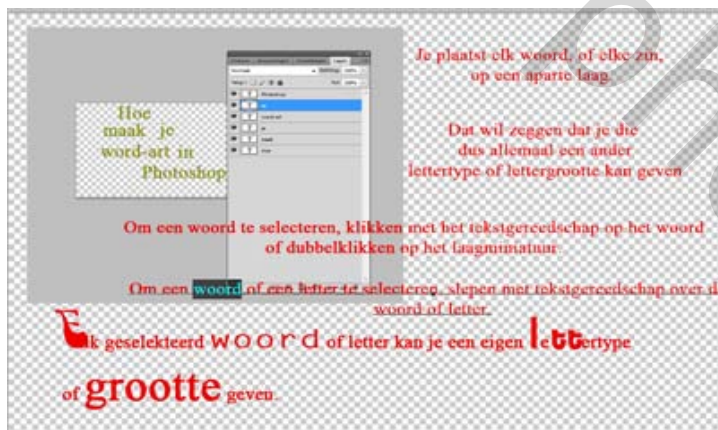 Je plaatst elk woord, of elke zin,
op een aparte laag.
Hoe
maak je
word-art in
Photoshop
Dat wil zeggen dat je die
dus allemaal een ander
lettertype of lettergrootte kan geven
Om een woord te selecteren, klikken met het tekstgereedschap op het woord
of dubbelklikken op het laagminiatuur.
Om een woord of een letter te selecteren, slepen met tekstgereedschap over d
woord of letter.
Elk geselekteerd woord of letter kan je een eigen lettertype
of grootte geven.